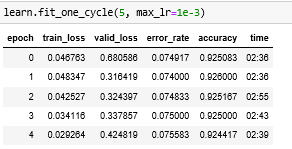 learn.fit_one_cycle(5, max_lr=1e-3)
epoch train_loss valid_loss error_rate accuracy time
0 0.046763 0.680586 0.074917 0.925083 02:36
1 0.048347 0.316419 0.074000 0.926000 02:36
2 0.042527 0.324397 0.074833 0.925167 02:55
3 0.034116 0.337857 0.075000 0.925000 02:43
4 0.029264 0.424819 0.075583 0.924417 02:39